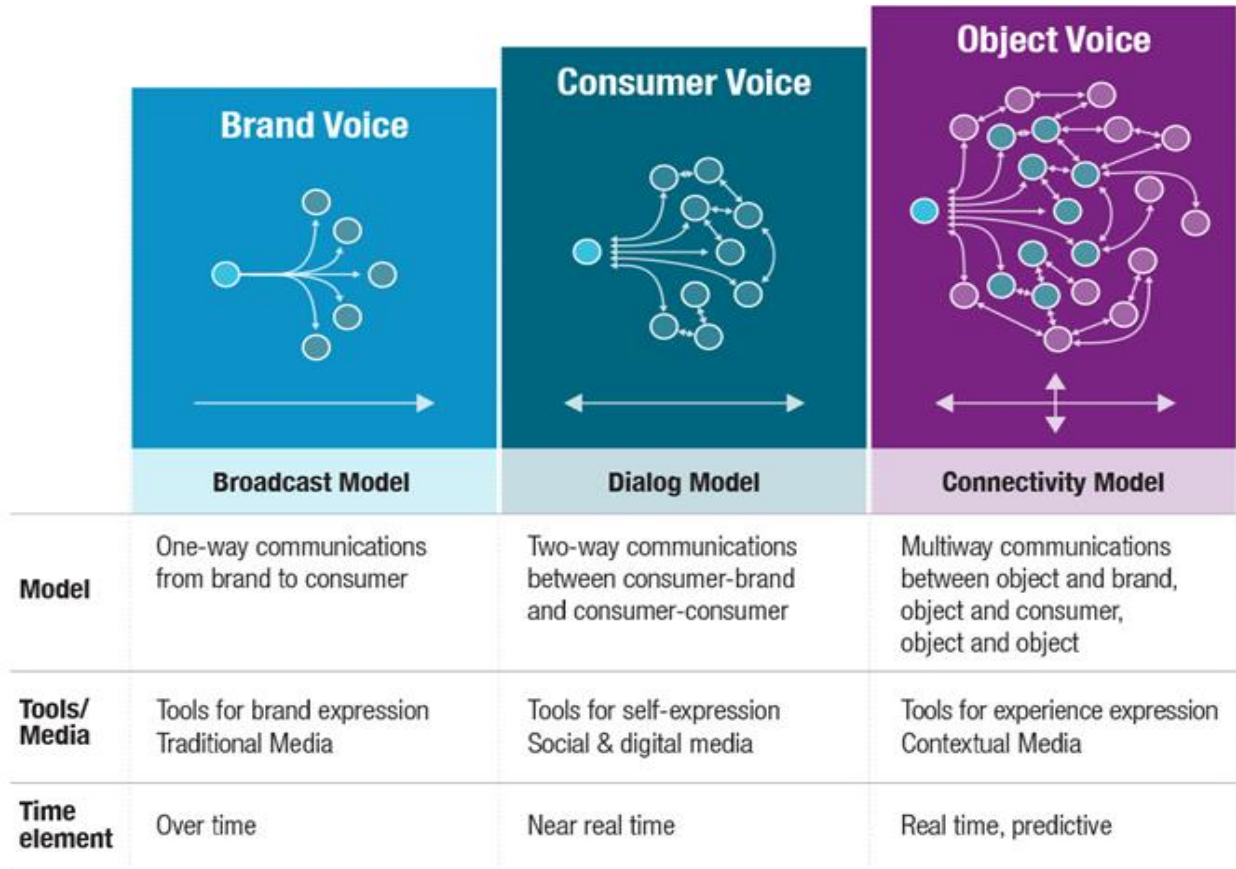 Brand Voice
Consumer Voice
Object Voice
Broadcast Model
Dialog Model
Connectivity Model
Model
One-way communications
from brand to consumer
Two-way communications
between consumer-brand
and consumer-consumer
Multiway communications
between object and brand,
object and consumer,
object and object
Tools/
Media
Tools for brand expression
Traditional Media
Tools for self-expression
Social & digital media
Tools for experience expression
Contextual Media
Time
element
Over time
Near real time
Real time, predictive